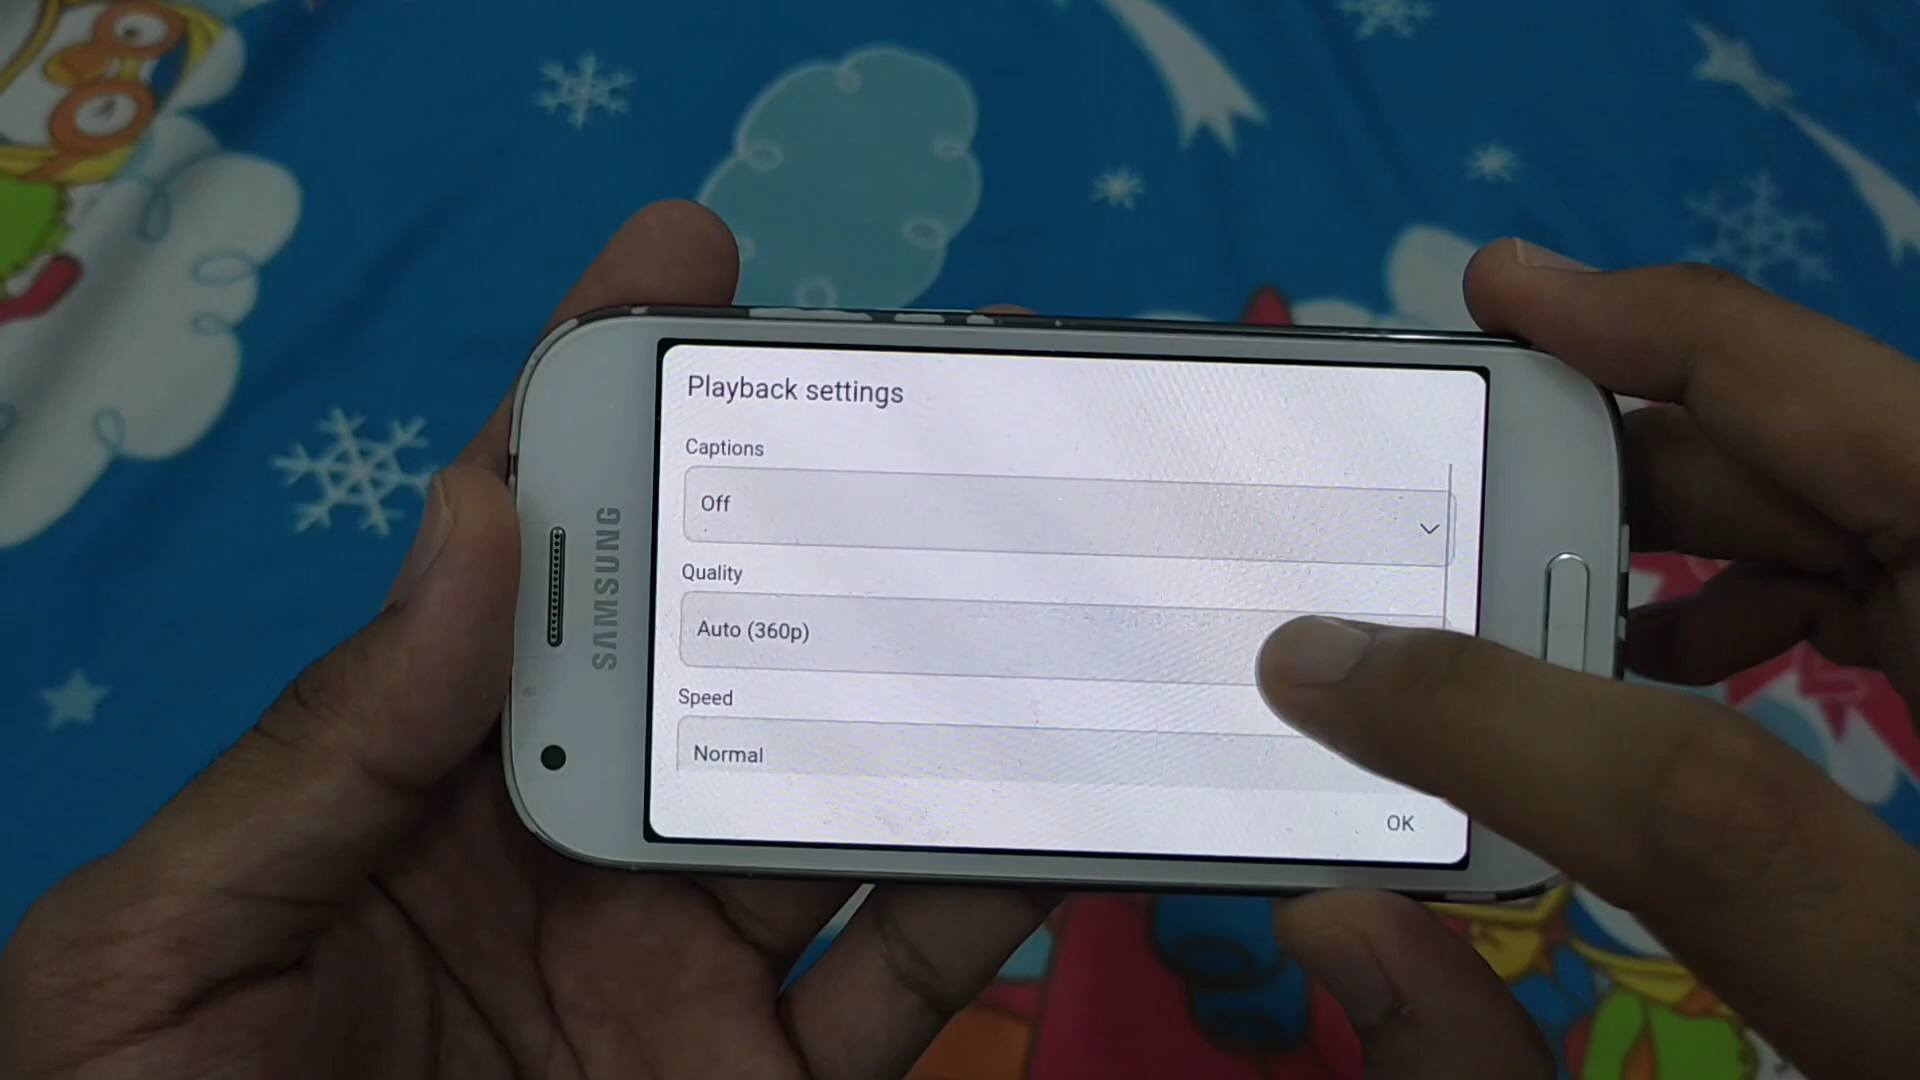 Playback settings
Captions
Off
Quality
Auto (360p)
Speed
Normal
OK
SAMSUNG